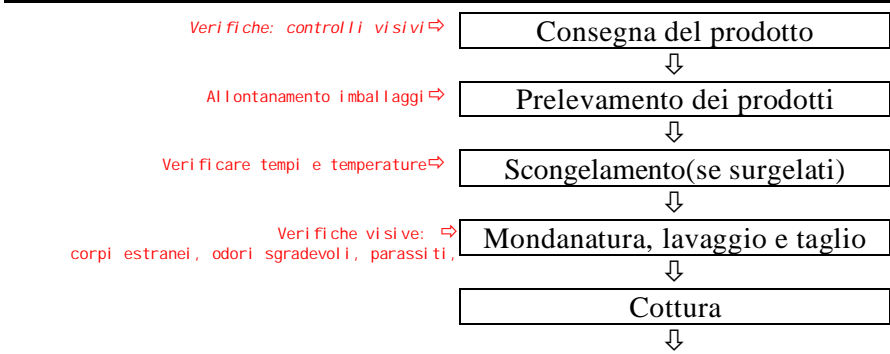 Verifiche: controlli visivi⇨ Consegna del prodotto
⇩
Allontanamento imballaggi⇨ Prelevamento dei prodotti
⇩
Verificare tempi e temperature⇨ Scongelamento(se surgelati)
⇩
Verifiche visive: ⇨ Mondanatura, lavaggio e taglio
corpi estranei, odori sgradevoli, parassiti,
⇩
Cottura
⇩